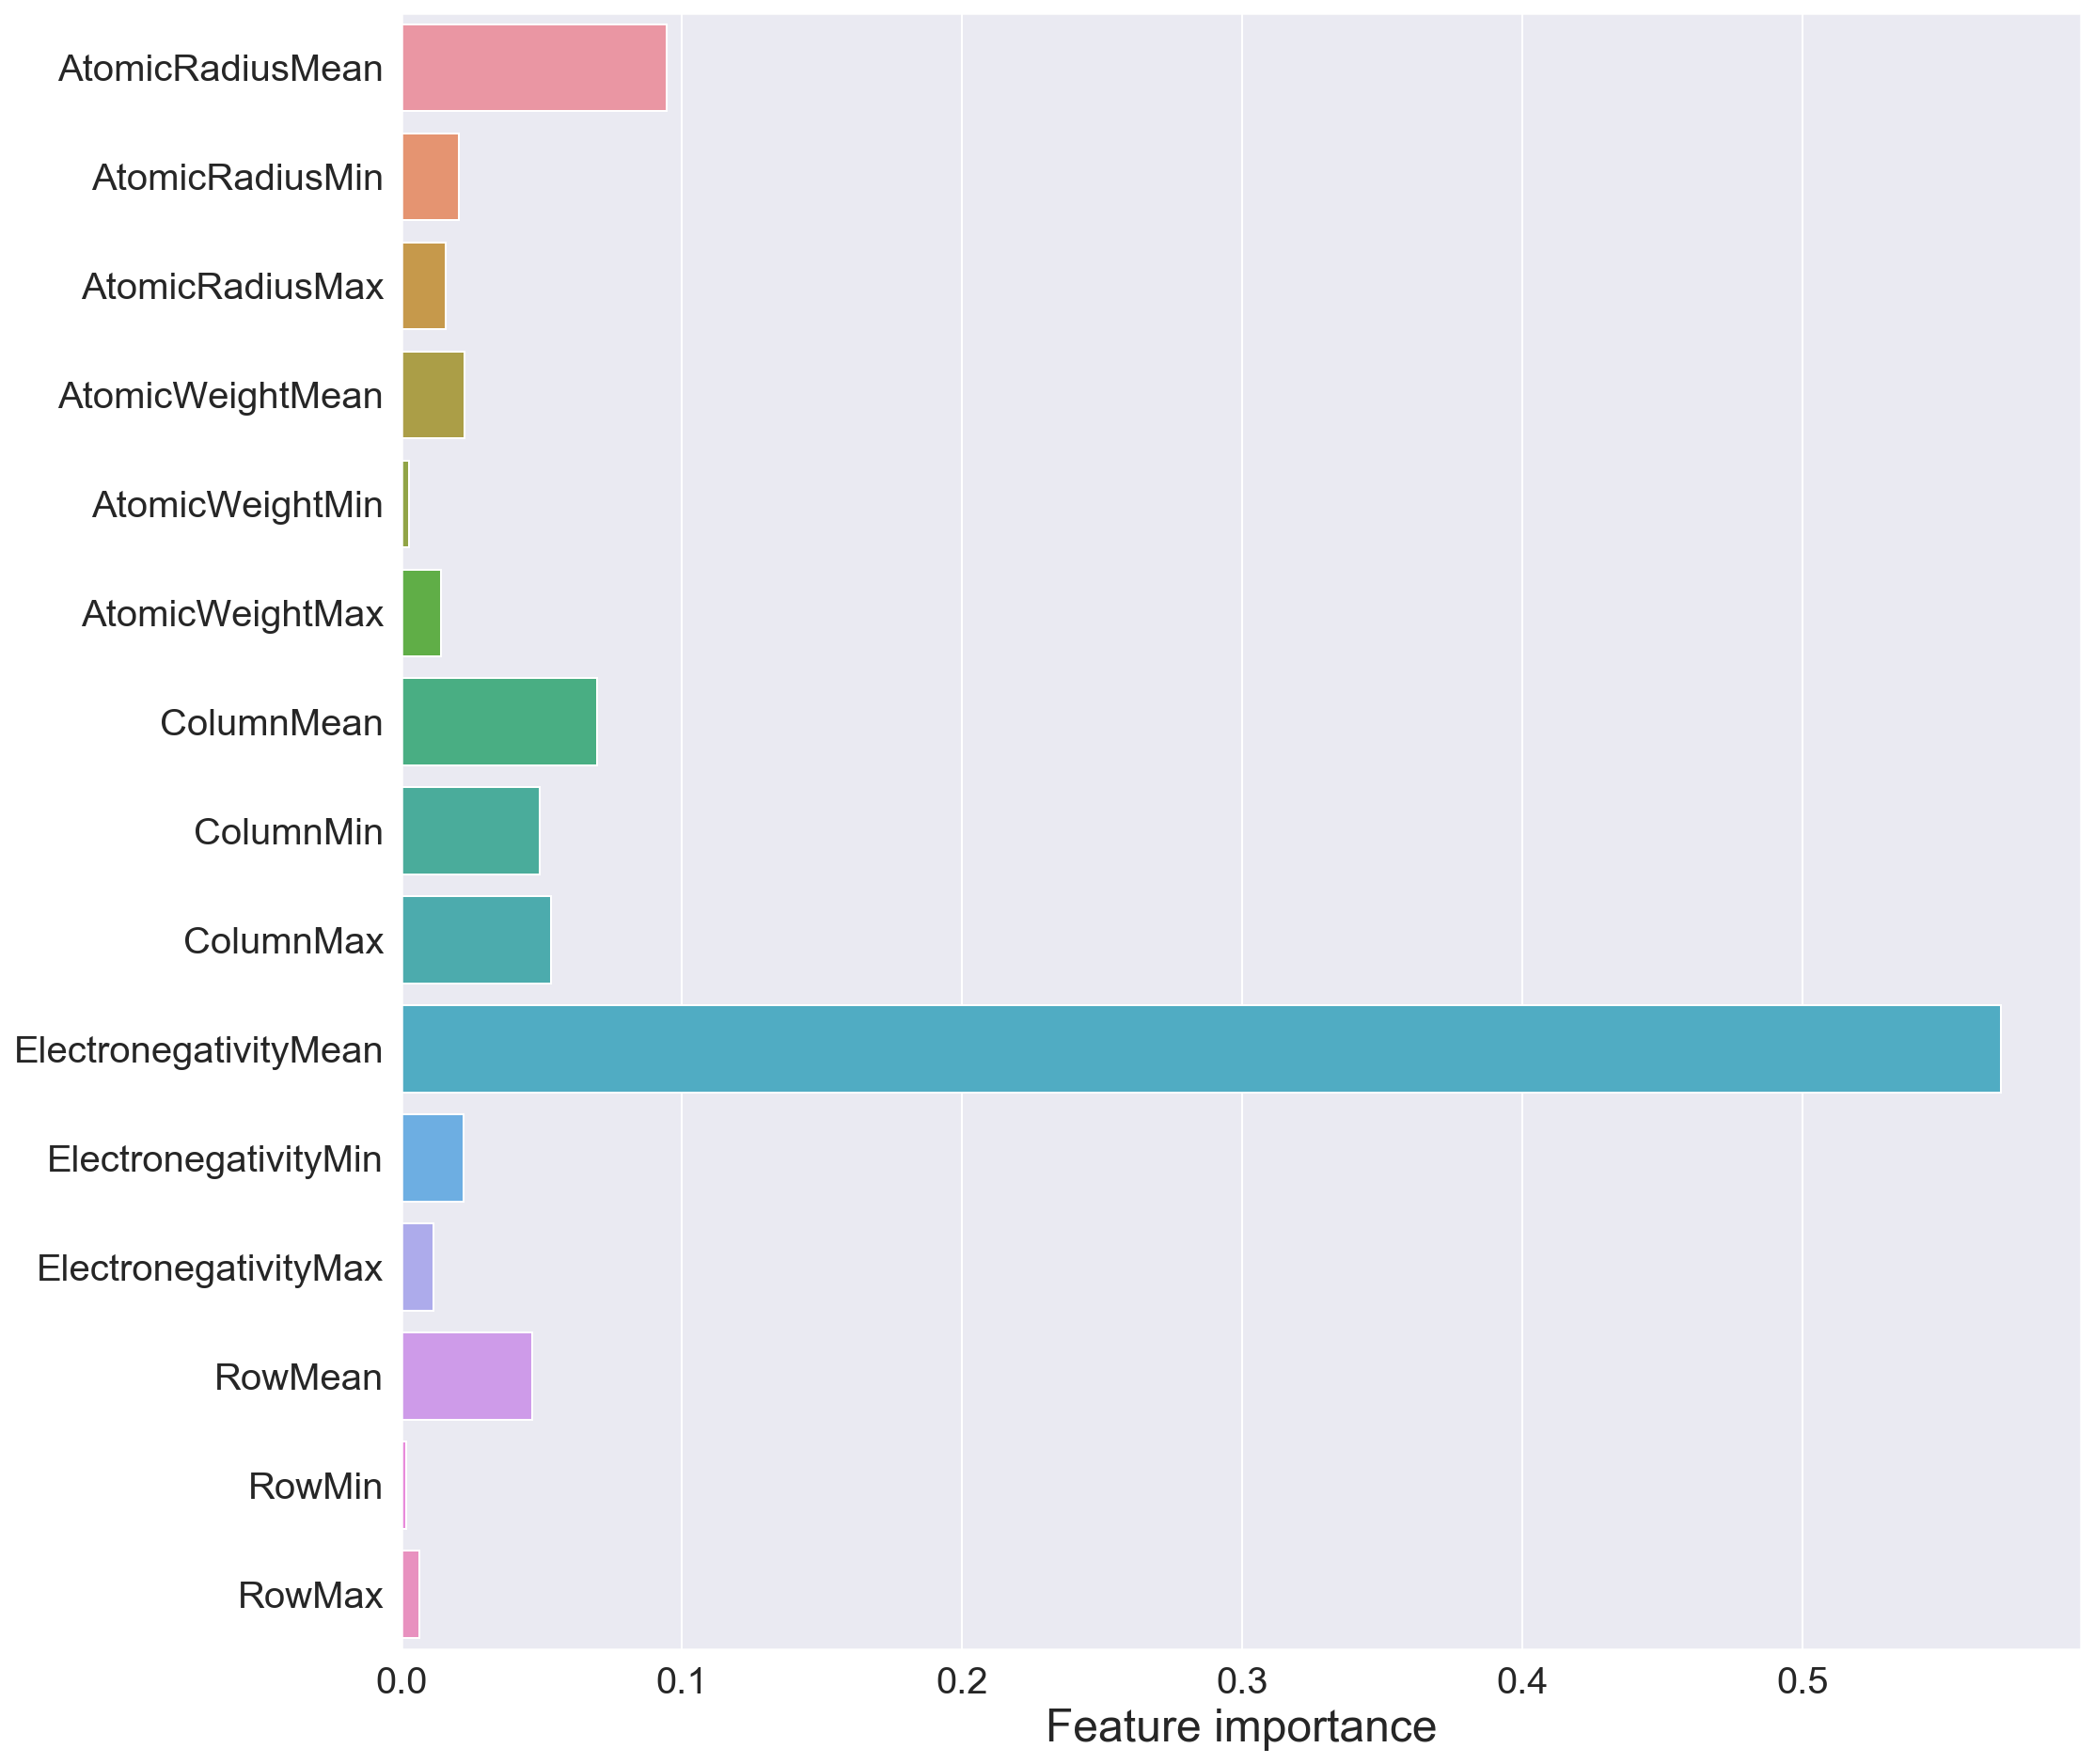 AtomicRadiusMean
AtomicRadiusMin
AtomicRadiusMax
AtomicWeightMean
AtomicWeightMin
AtomicWeightMax
ColumnMean
ColumnMin
ColumnMax
ElectronegativityMean
ElectronegativityMin
ElectronegativityMax
RowMean
RowMin
RowMax
0.0 0.1 0.2 0.3 0.4 0.5
Feature importance